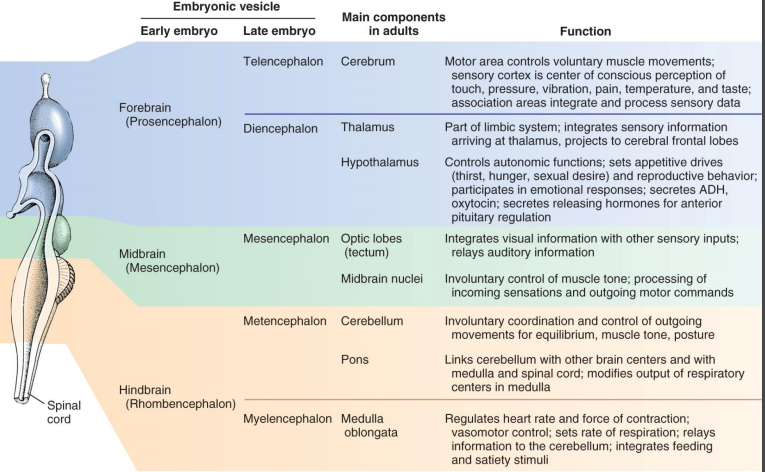 Embryonic vesicle
Early embryo
Late embryo
Main components
in adults
Function
Forebrain
(Prosencephalon)
Telencephalon
Cerebrum
Motor area controls voluntary muscle movements;
sensory cortex is center of conscious perception of
touch, pressure, vibration, pain, temperature, and taste;
association areas integrate and process sensory data
Diencephalon
Thalamus
Part of limbic system; integrates sensory information
arriving at thalamus, projects to cerebral frontal lobes
Hypothalamus
Controls autonomic functions; sets appetitive drives
(thirst, hunger, sexual desire) and reproductive behavior;
participates in emotional responses; secretes ADH,
oxytocin; secretes releasing hormones for anterior
pituitary regulation
Midbrain
(Mesencephalon)
Mesencephalon
Optic lobes
(tectum)
Integrates visual information with other sensory inputs;
relays auditory information
Midbrain nuclei
Involuntary control of muscle tone; processing of
incoming sensations and outgoing motor commands
Hindbrain
(Rhombencephalon)
Metencephalon
Cerebellum
Involuntary coordination and control of outgoing
movements for equilibrium, muscle tone, posture
Pons
Links cerebellum with other brain centers and with
medulla and spinal cord; modifies output of respiratory
centers in medulla
Myelencephalon
Medulla
oblongata
Regulates heart rate and force of contraction;
vasomotor control; sets rate of respiration; relays
information to the cerebellum; integrates feeding
and satiety stimuli
Spinal
cord